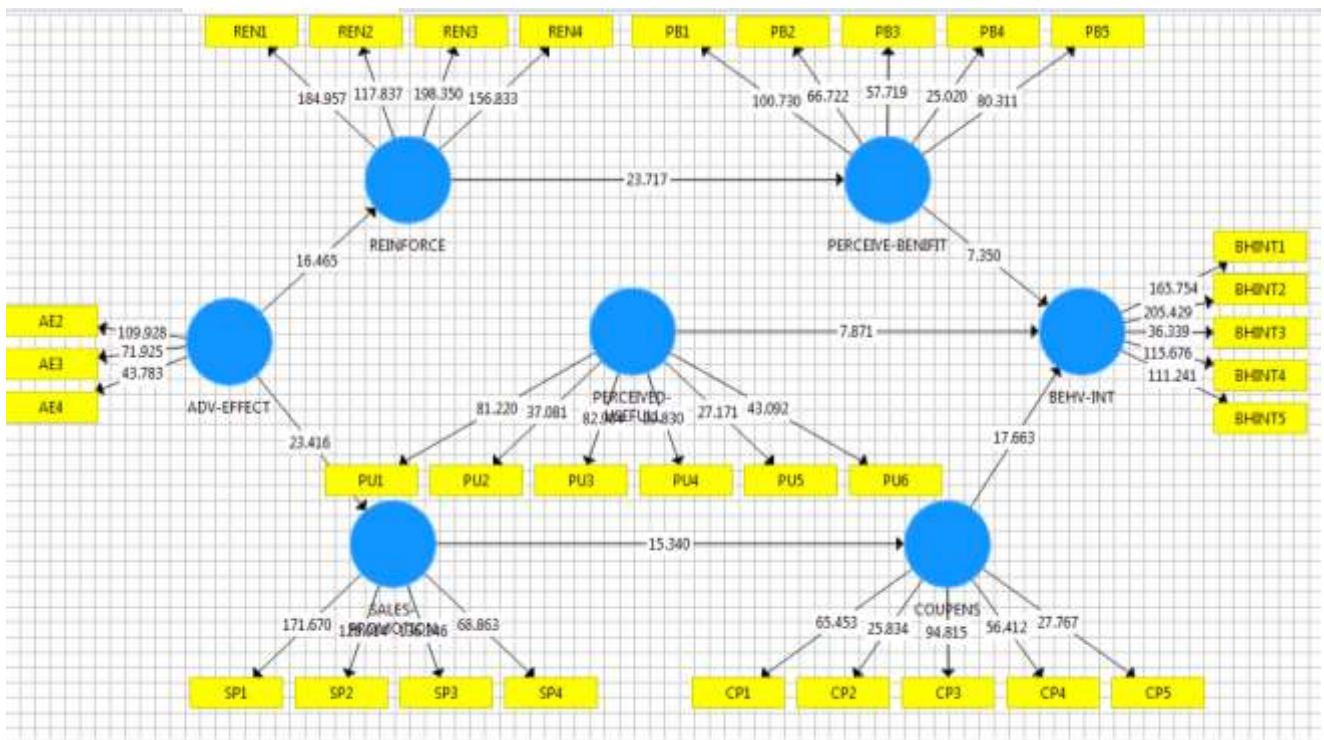 REN1 REN2 REN3 REN4 PB1 PB2 PB3 PB4 PB5
184.957 117.837 198.350 156.833 100.730 66.722 57.719 25.020 80.311
23.717
REINFORCE PERCEIVE-BENIFIT
16.465 7.350
BHINT1
BHINT2
BHINT3
BHINT4
BHINT5
165.754
205.429
36.339
115.676
111.241
AE2
AE3
AE4
109.928
71.925
43.783
7.871
ADV-EFFECT PERCEIVED- BEHV-INT
81.220 37.081 27.171 43.092
23.416 17.663
PU1 PU2 PU3 PU4 PU5 PU6
15.340
SALES- COUPENS
171.670 68.863 65.453 25.834 94.815 56.412 27.767
SP1 SP2 SP3 SP4 CP1 CP2 CP3 CP4 CP5